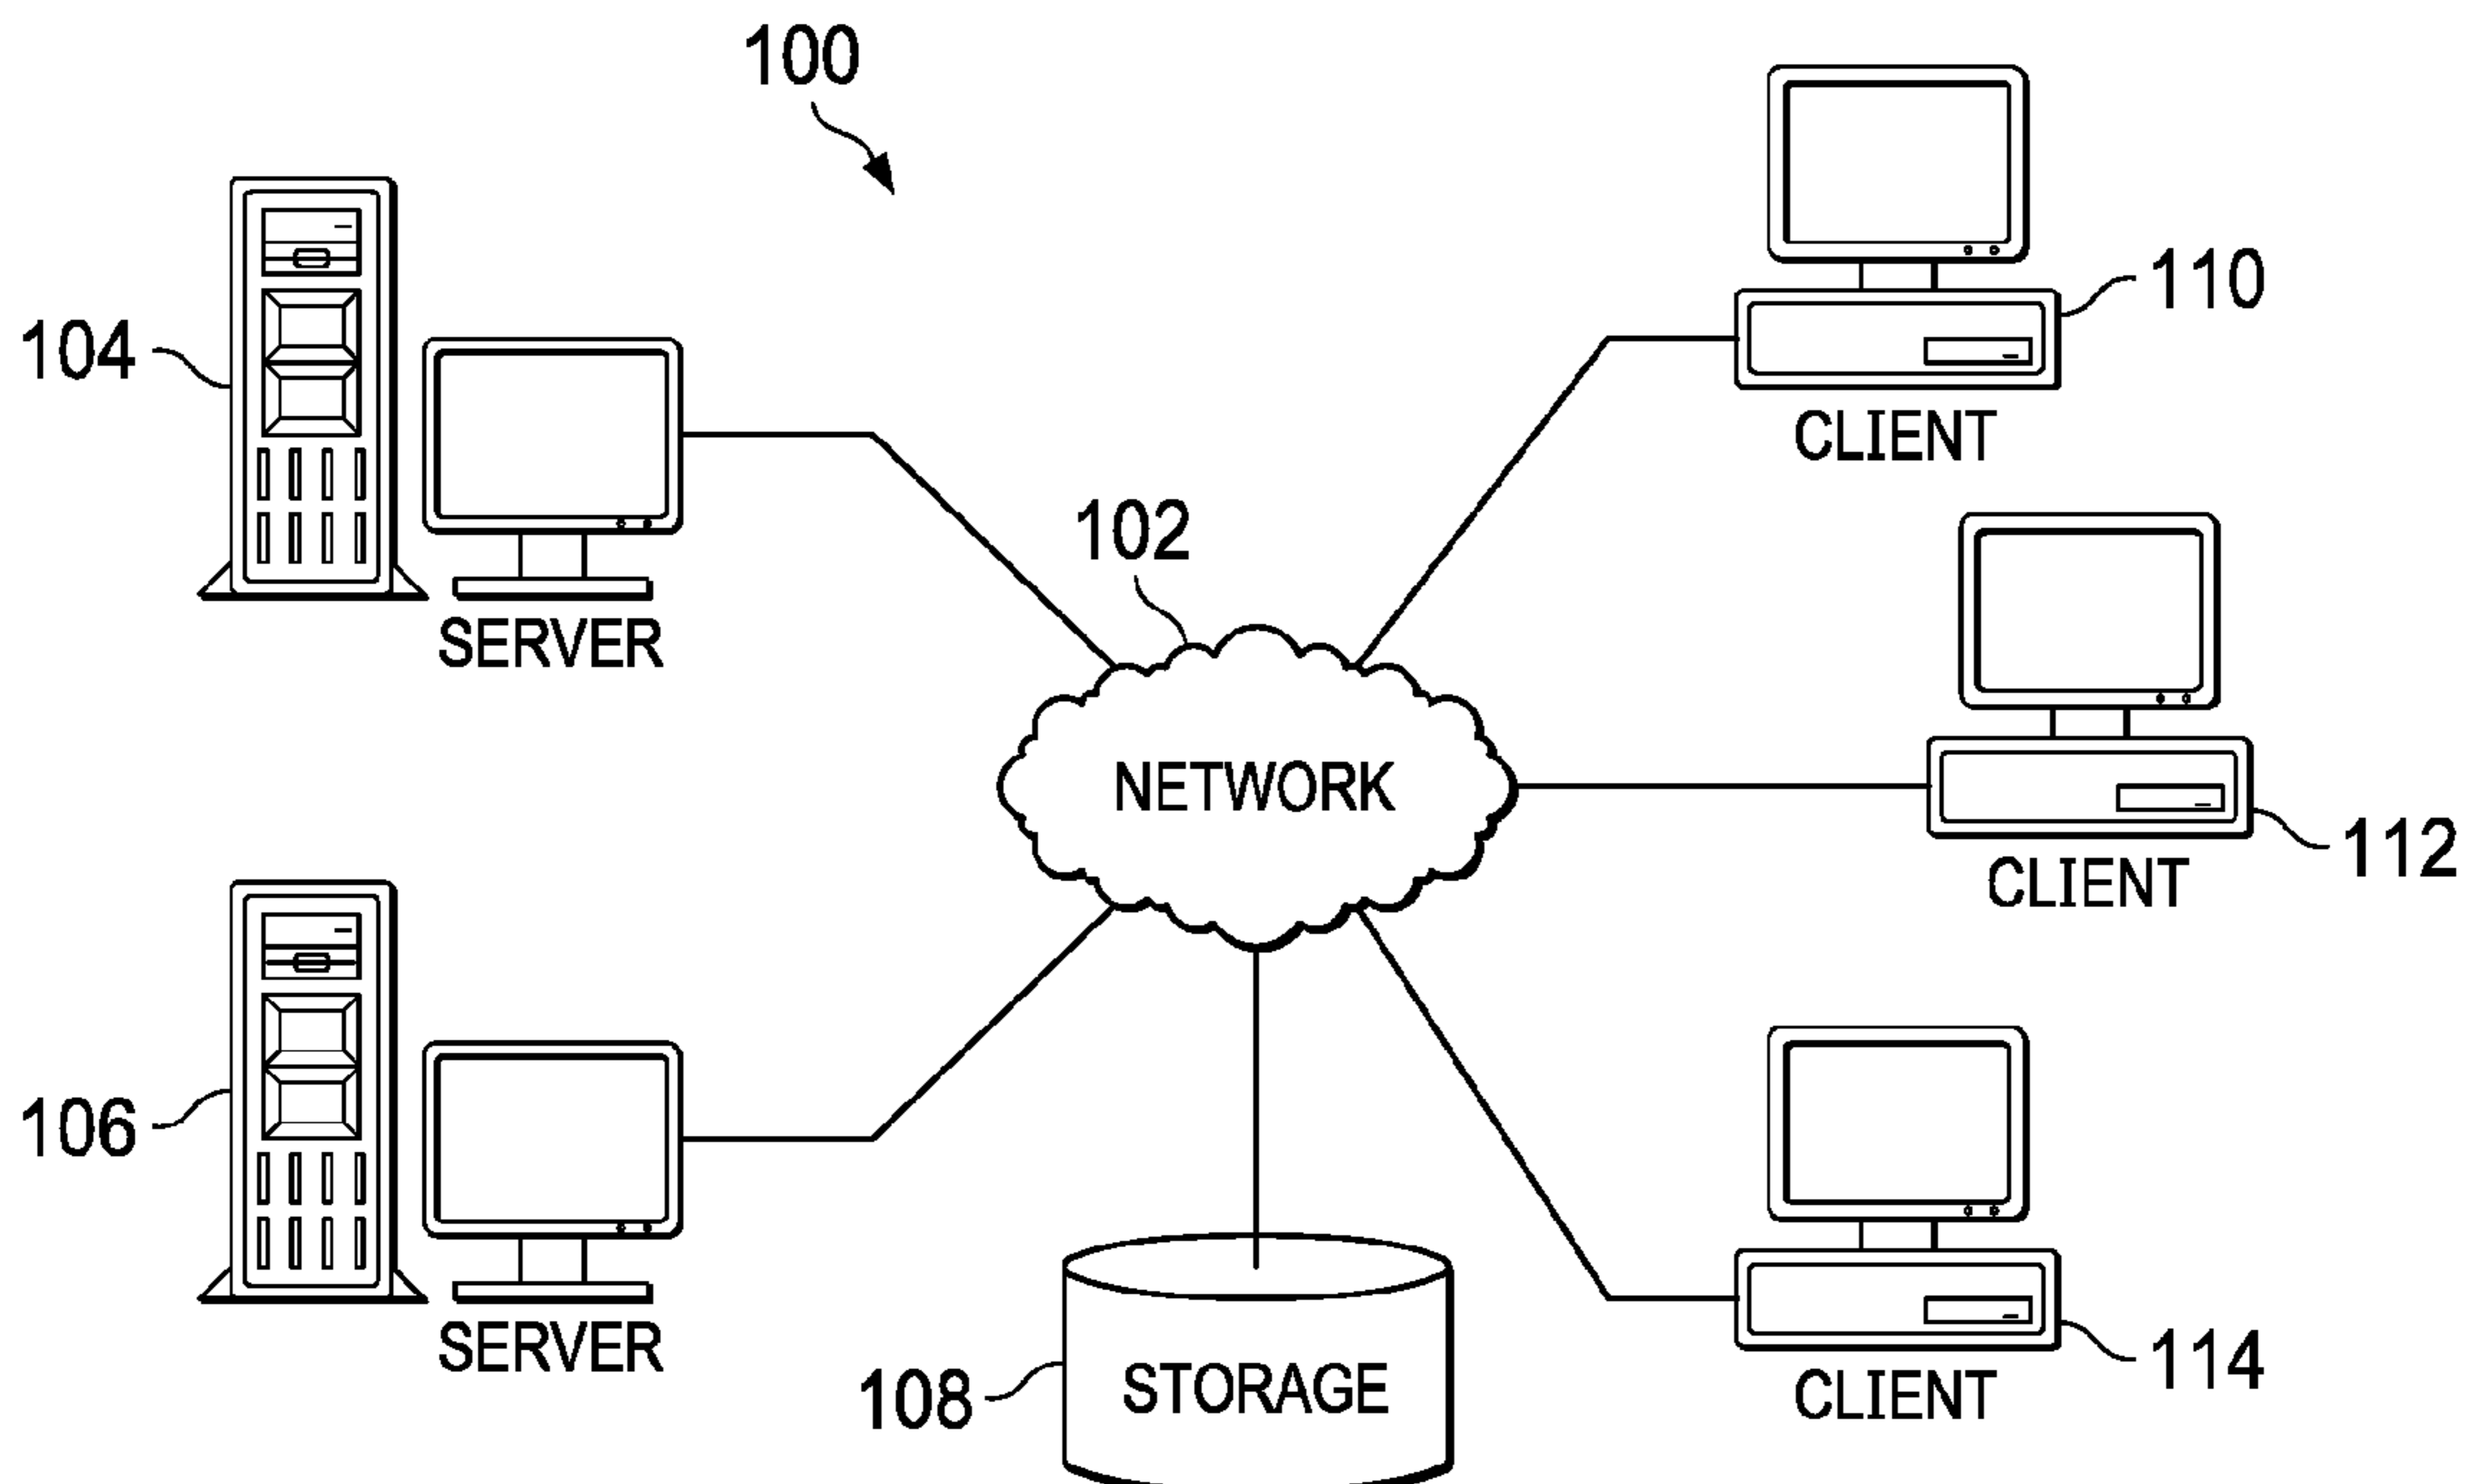 100
110
104
CLIENT
102
SERVER
NETWORK
112
CLIENT
106
SERVER
108
STORAGE
114
CLIENT